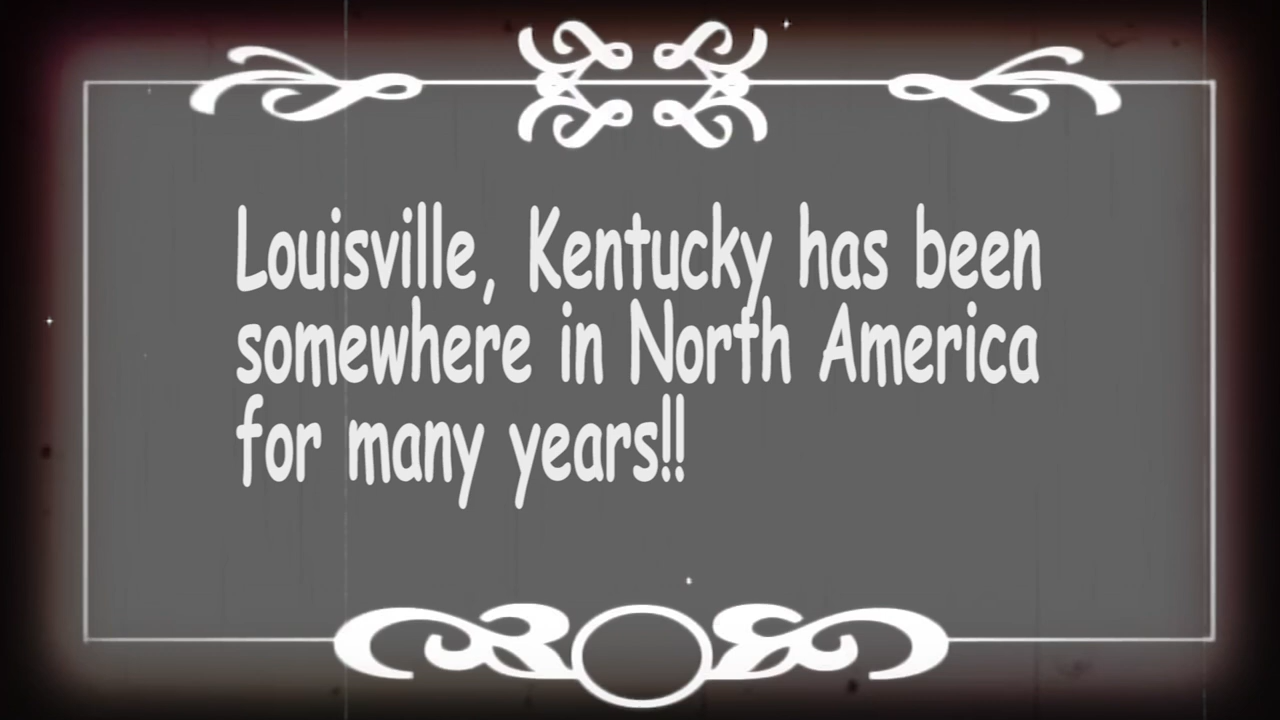 Louisville, Kentucky has been
somewhere in North America
for many years!!